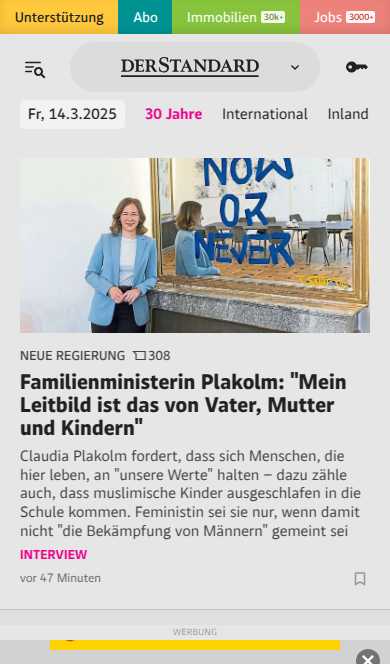 Unterstützung Abo Immobilien 30k+ Jobs 3000+
DERSTANDARD
Fr, 14.3.2025 30 Jahre International Inland
NOW
OR
NEVER
NEUE REGIERUNG 308
Familienministerin Plakolm: "Mein
Leitbild ist das von Vater, Mutter
und Kindern"
Claudia Plakolm fordert, dass sich Menschen, die
hier leben, an "unsere Werte" halten – dazu zähle
auch, dass muslimische Kinder ausgeschlafen in die
Schule kommen. Feministin sei sie nur, wenn damit
nicht "die Bekämpfung von Männern" gemeint sei
INTERVIEW
vor 47 Minuten
WERBUNG